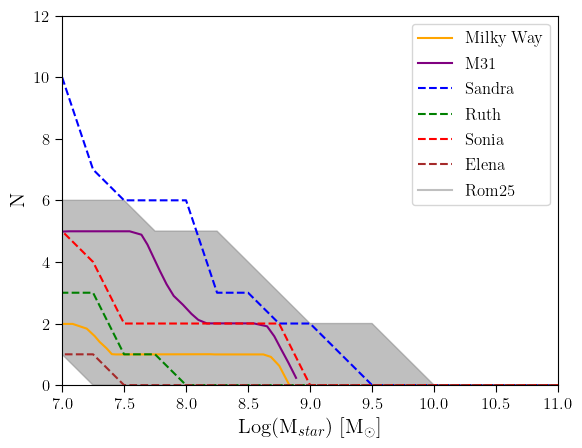 12
10
8
6
4
2
0
N
7.0 7.5 8.0 8.5 9.0 9.5 10.0 10.5 11.0
Log(M$_{star}$) [M$_{\odot}$]
Milky Way
M31
Sandra
Ruth
Sonia
Elena
Rom25